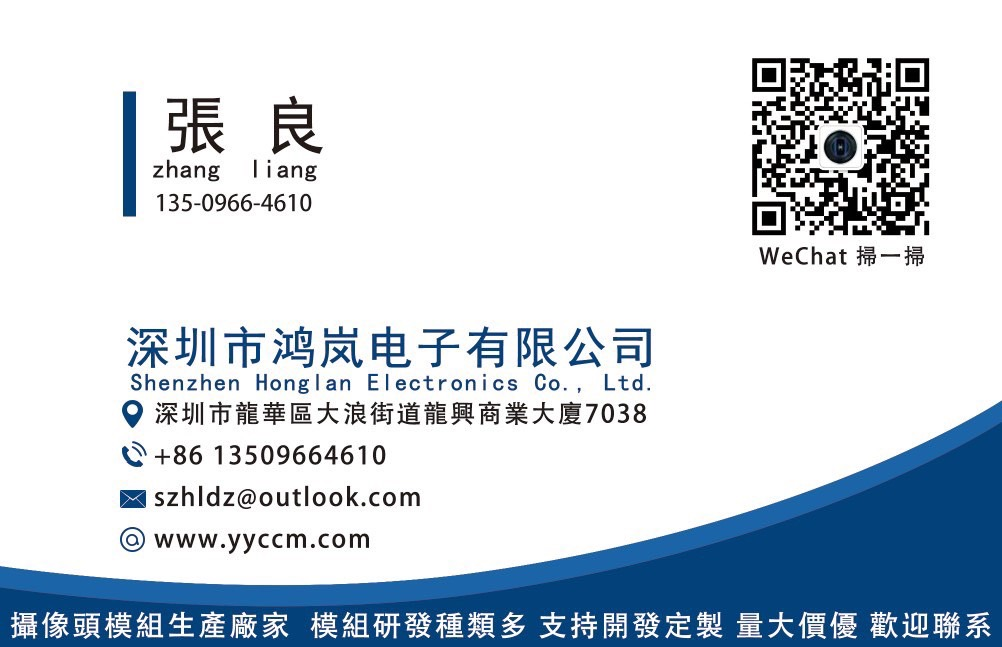 張 良
zhang liang
135-0966-4610
WeChat 掃一掃
深圳市鸿岚电子有限公司
Shenzhen Honglan Electronics Co., Ltd.
深圳市龍華區大浪街道龍興商業大廈7038
+86 13509664610
szhldz@outlook.com
www.yyccm.com
攝像頭模組生產廠家 模組研發種類多 支持開發定製 量大價優 歡迎聯系